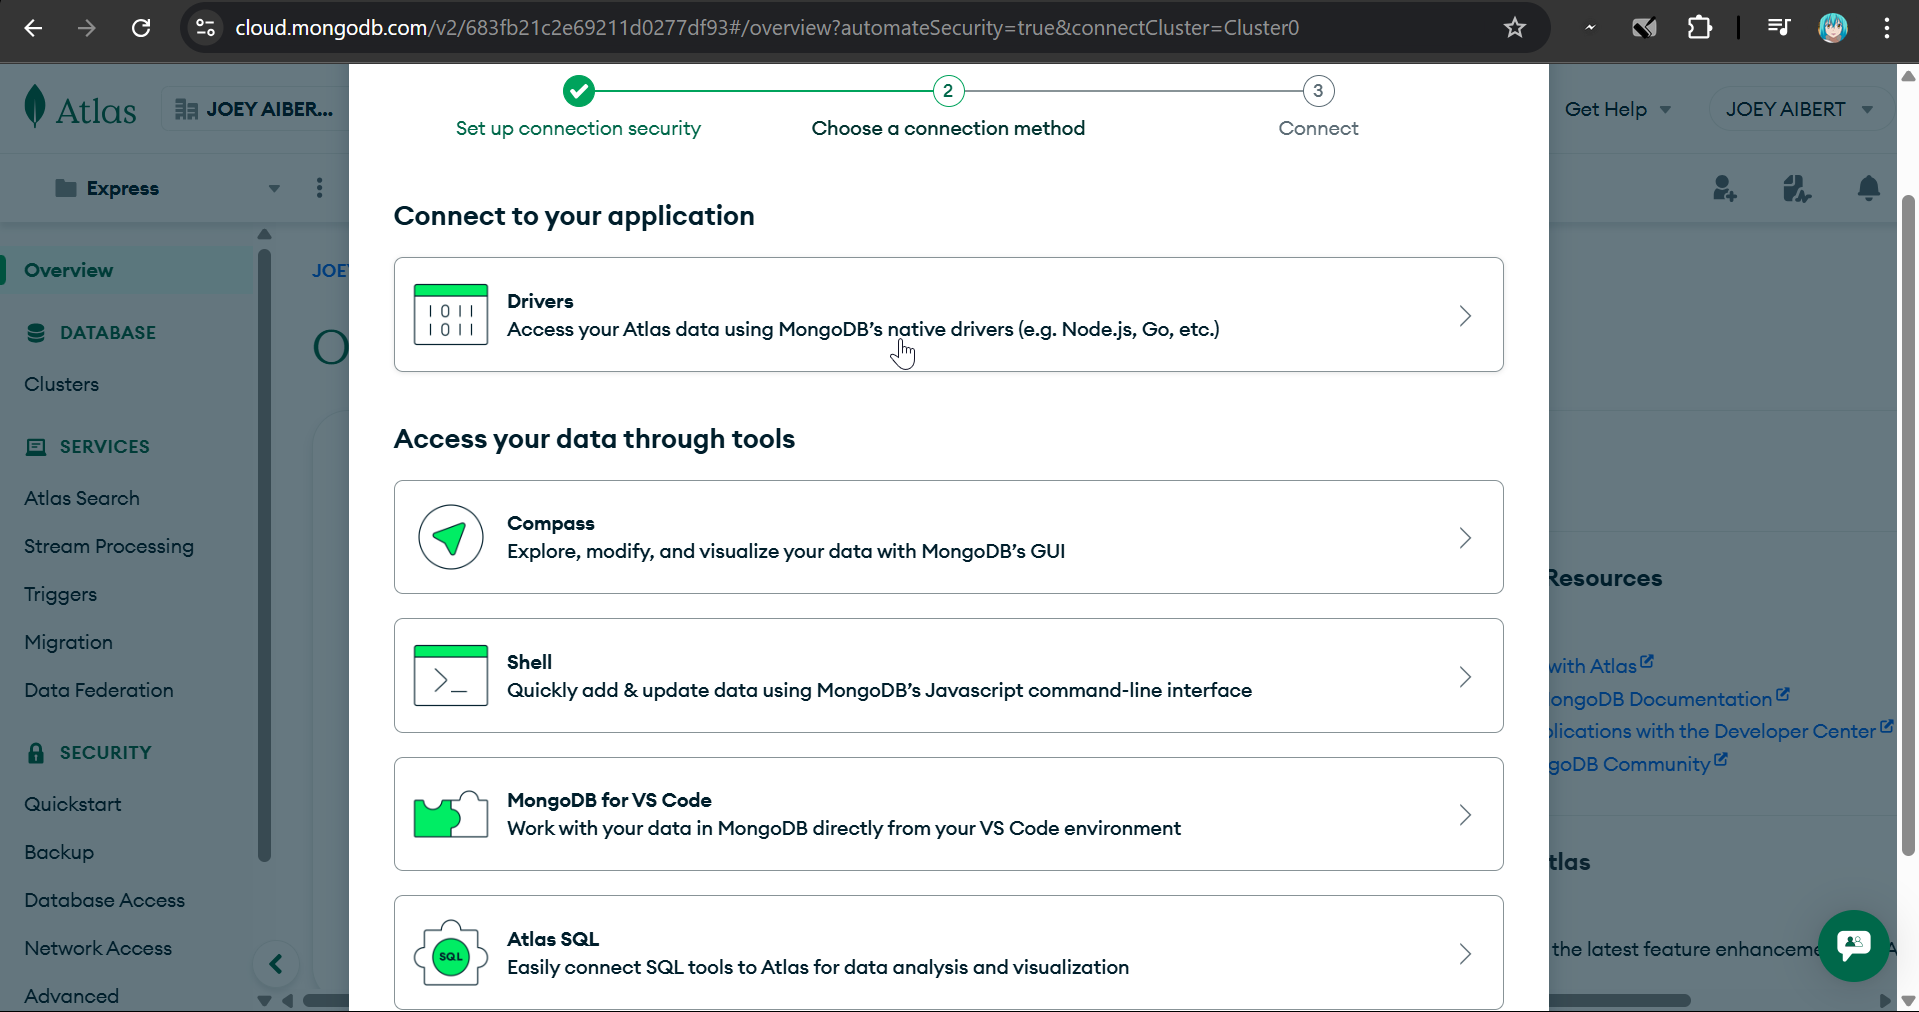 cloud.mongodb.com/v2/683fb21c2e69211d0277df93#/overview?automateSecurity=true&connectCluster=Cluster0
Atlas
JOEY AIBER...
Get Help
JOEY AIBERT
Express
2
3
Set up connection security
Choose a connection method
Connect
Overview
DATABASE
Clusters
SERVICES
Atlas Search
Stream Processing
Triggers
Migration
Data Federation
SECURITY
Quickstart
Backup
Database Access
Network Access
Advanced
JOEY
O
Connect to your application
1011
1011
Drivers
Access your Atlas data using MongoDB's native drivers (e.g. Node.js, Go, etc.)
Access your data through tools
Compass
Explore, modify, and visualize your data with MongoDB's GUI
Shell
Quickly add & update data using MongoDB's Javascript command-line interface
MongoDB for VS Code
Work with your data in MongoDB directly from your VS Code environment
SQL
Atlas SQL
Easily connect SQL tools to Atlas for data analysis and visualization
Resources
with Atlas
ongoDB Documentation
plications with the Developer Center
goDB Community
tlas
the latest feature enhanceme